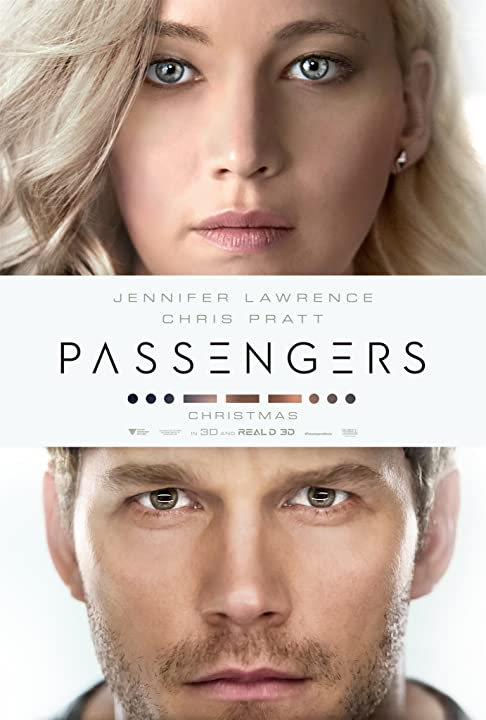 JENNIFER LAWRENCE
CHRIS PRATT
PASSENGERS
CHRISTMAS
IN 3D AND REAL D 3D